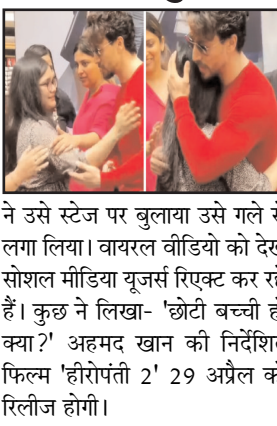 ने उसे स्टेज पर बुलाया उसे गले
लगा लिया। वायरल वीडियो को
सोशल मीडिया यूजर्स रिएक्ट कर
हैं। कुछ ने लिखा- 'छोटी बच्ची
क्या?' अहमद खान की
फिल्म 'हीरोपंती 2' 29 अप्रैल
रिलीज होगी।